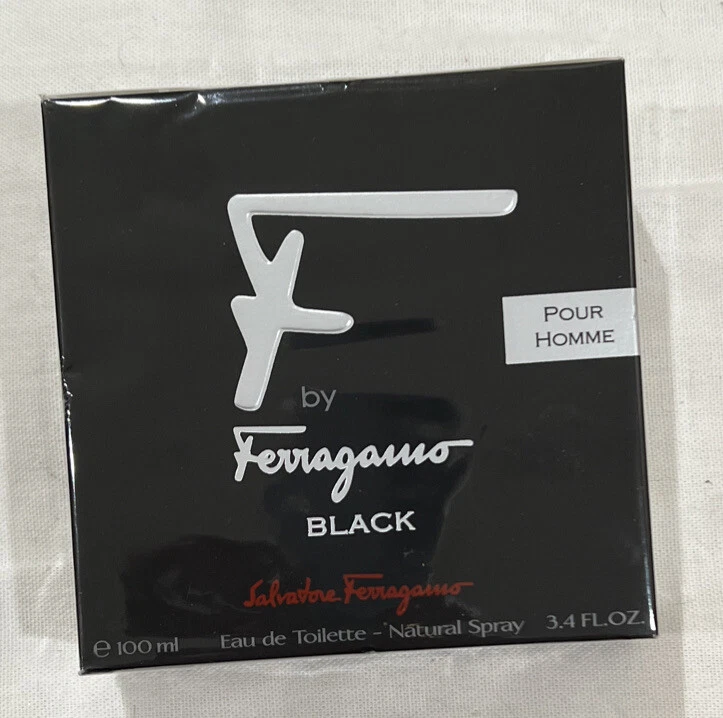 F
by
Ferragamo
BLACK
POUR
HOMME
Salvatore Ferragamo
e 100 ml Eau de Toilette - Natural Spray 3.4 FL.OZ.